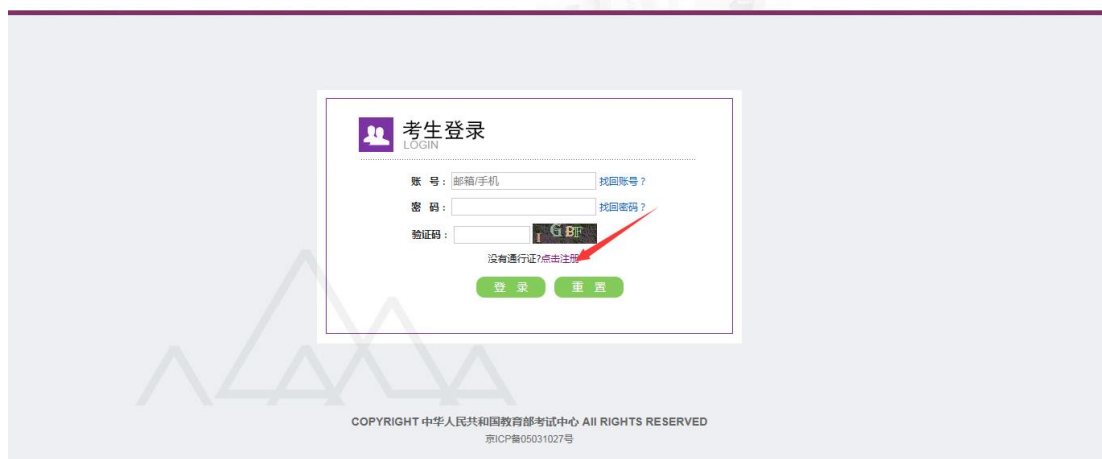 考生登录
LOGIN
账 号： 邮箱/手机 找回账号？
密 码： 找回密码？
验证码： I G BF
没有通行证?点击注册
登 录 重 置
COPYRIGHT 中华人民共和国教育部考试中心 All RIGHTS RESERVED
京ICP备05031027号